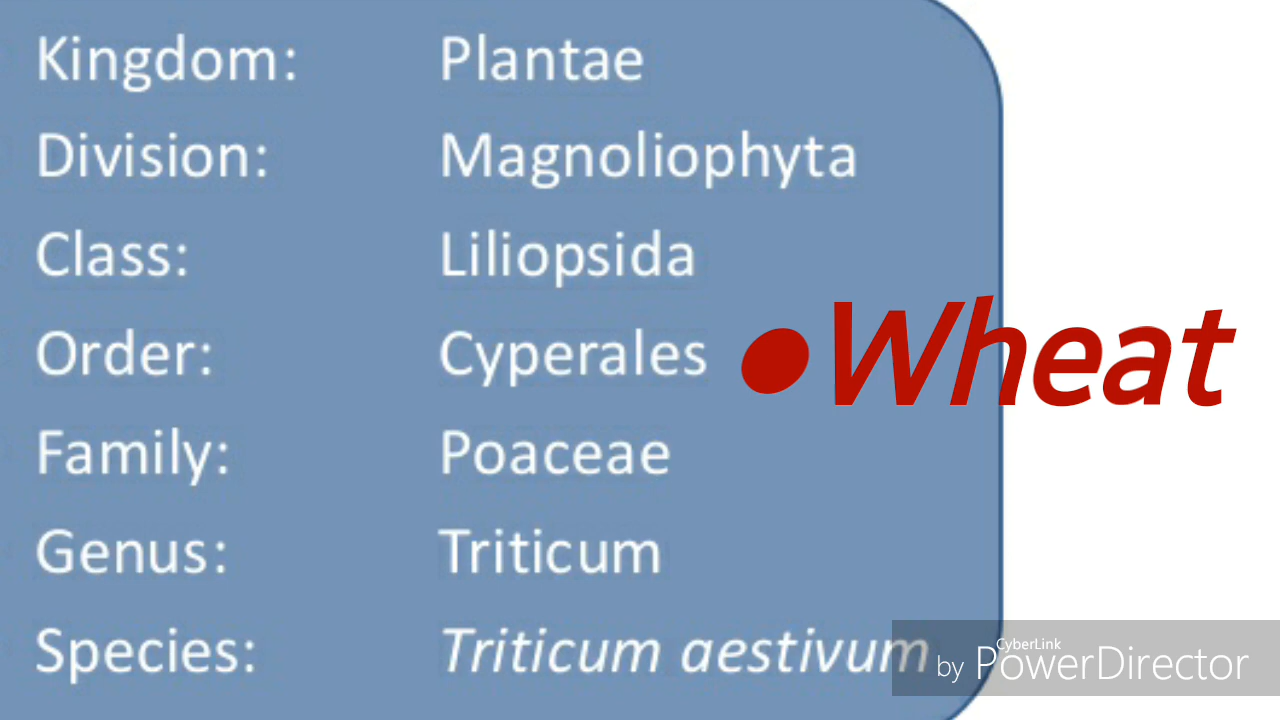 Kingdom: Plantae
Division: Magnoliophyta
Class: Liliopsida
Order: Cyperales
•Wheat
Family: Poaceae
Genus: Triticum
Species: Triticum aestivum
CyberLink
by PowerDirector